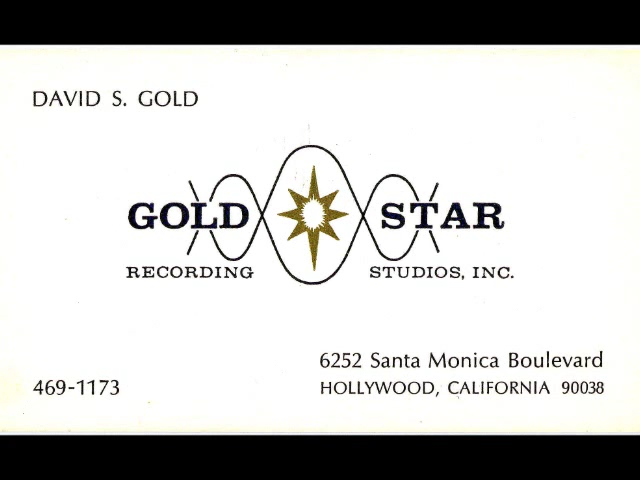 DAVID S. GOLD
GOLD STAR
RECORDING STUDIOS, INC.
6252 Santa Monica Boulevard
469-1173 HOLLYWOOD, CALIFORNIA 90038